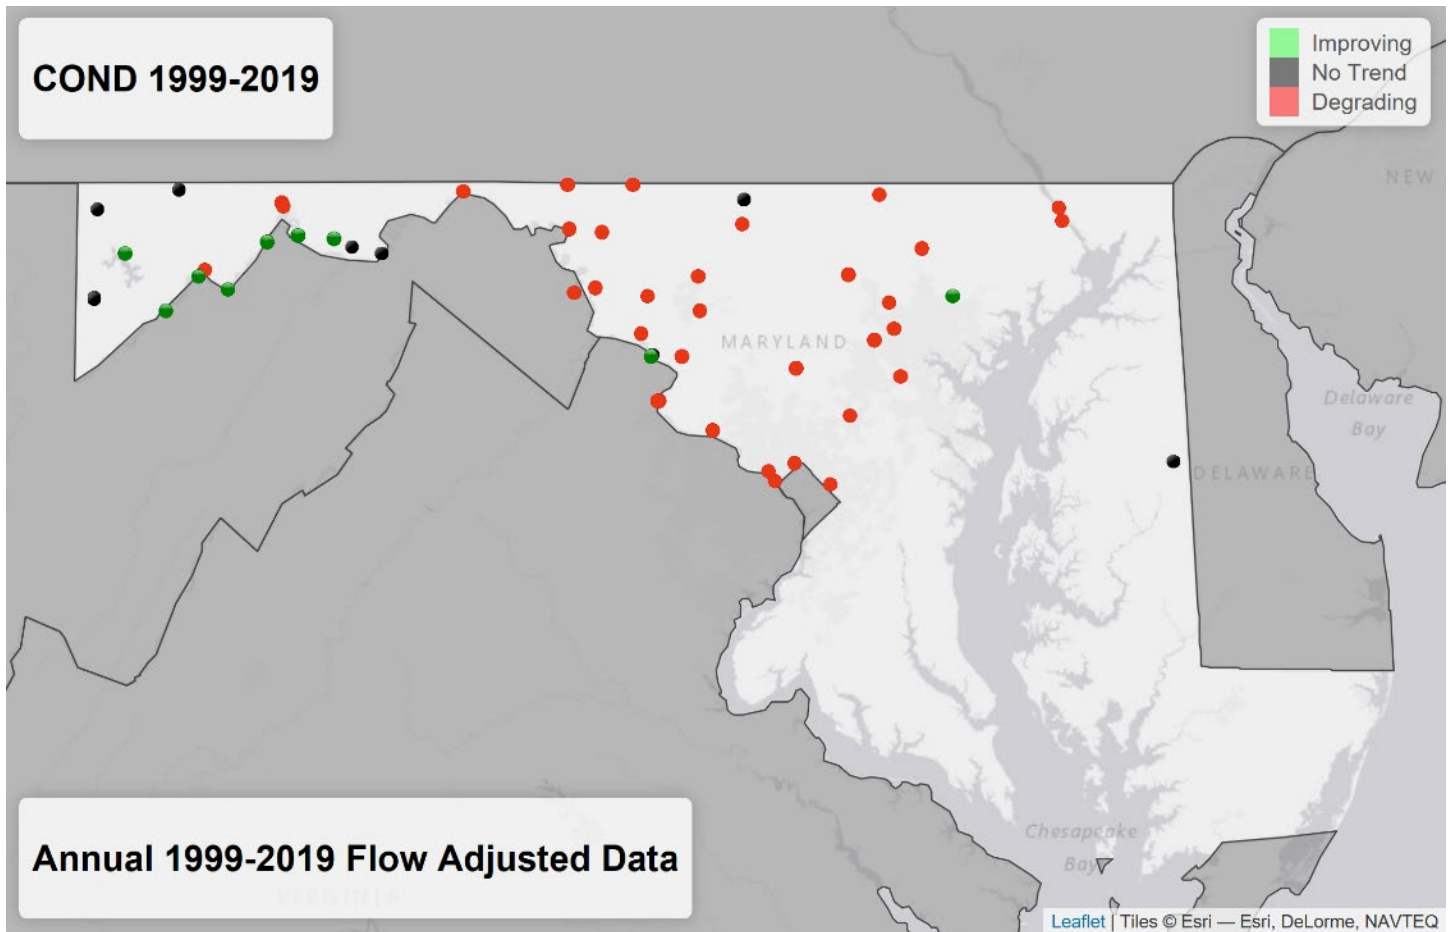 COND 1999-2019
Improving
No Trend
Degrading
NEW
MARYLAND
Delaware
Bay
DELAWARE
Chesapeake
Bay
Annual 1999-2019 Flow Adjusted Data
VIRGINIA
Leaflet | Tiles © Esri — Esri, DeLorme, NAVTEQ